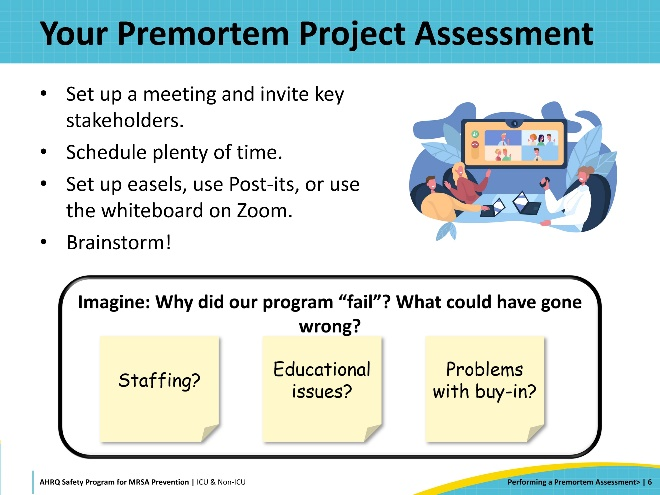 Your Premortem Project Assessment
• Set up a meeting and invite key
stakeholders.
• Schedule plenty of time.
• Set up easels, use Post-its, or use
the whiteboard on Zoom.
• Brainstorm!
Imagine: Why did our program “fail”? What could have gone
wrong?
Staffing?
Educational
issues?
Problems
with buy-in?
AHRQ Safety Program for MRSA Prevention | ICU & Non-ICU
Performing a Premortem Assessment> | 6